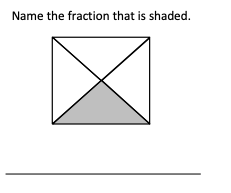 Name the fraction that is shaded.